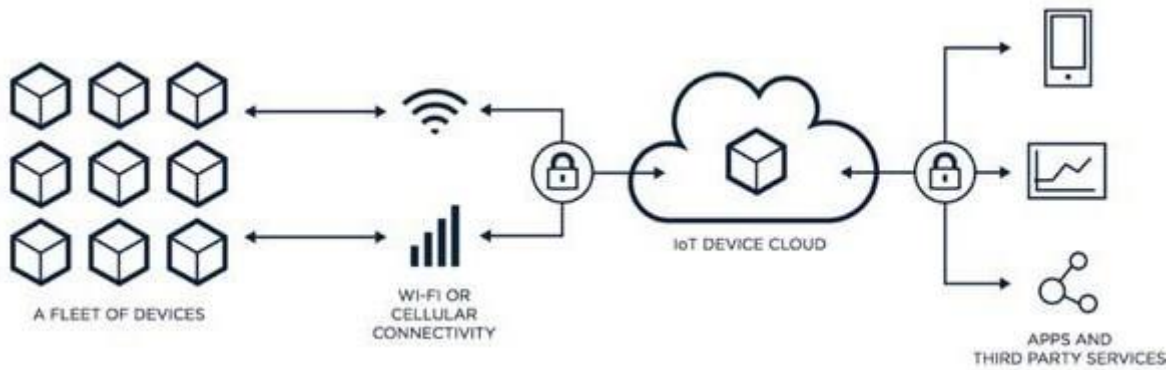 A FLEET OF DEVICES
WI-FI OR
CELLULAR
CONNECTIVITY
IoT DEVICE CLOUD
APPS AND
THIRD PARTY SERVICES